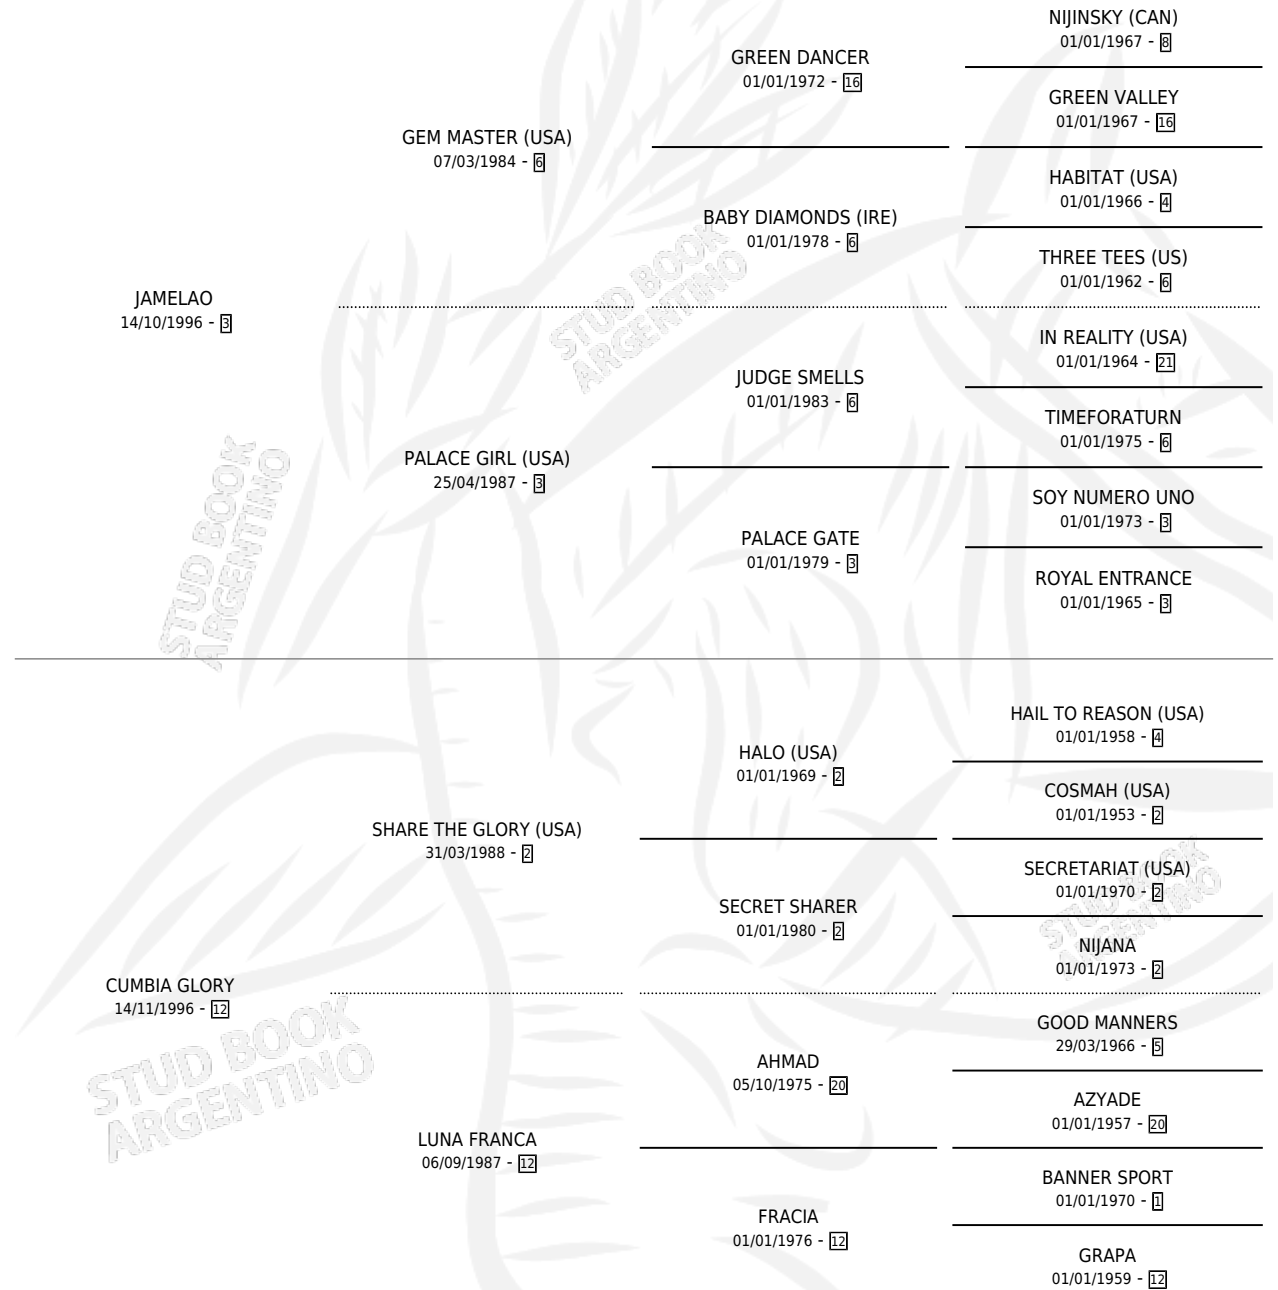 NIJINSKY (CAN)
01/01/1967 - 8
GREEN DANCER
01/01/1972 - 16
GREEN VALLEY
01/01/1967 - 16
GEM MASTER (USA)
07/03/1984 - 6
HABITAT (USA)
01/01/1966 - 4
BABY DIAMONDS (IRE)
01/01/1978 - 6
THREE TEES (US)
01/01/1962 - 6
JAMELAO
14/10/1996 - 3
IN REALITY (USA)
01/01/1964 - 21
JUDGE SMELLS
01/01/1983 - 6
TIMEFORATURN
01/01/1975 - 6
PALACE GIRL (USA)
25/04/1987 - 3
SOY NUMERO UNO
01/01/1973 - 3
PALACE GATE
01/01/1979 - 3
ROYAL ENTRANCE
01/01/1965 - 3
HAIL TO REASON (USA)
01/01/1958 - 4
HALO (USA)
01/01/1969 - 2
COSMAH (USA)
01/01/1953 - 2
SHARE THE GLORY (USA)
31/03/1988 - 2
SECRETARIAT (USA)
01/01/1970 - 2
SECRET SHARER
01/01/1980 - 2
NIJANA
01/01/1973 - 2
CUMBIA GLORY
14/11/1996 - 12
GOOD MANNERS
29/03/1966 - 5
AHMAD
05/10/1975 - 20
AZYADE
01/01/1957 - 20
LUNA FRANCA
06/09/1987 - 12
BANNER SPORT
01/01/1970 - 1
FRACIA
01/01/1976 - 12
GRAPA
01/01/1959 - 12
STUD BOOK
ARGENTINO
STUD BOOK
ARGENTINO
STUD BOOK
ARGENTINO
STUD BOOK
ARGENTINO